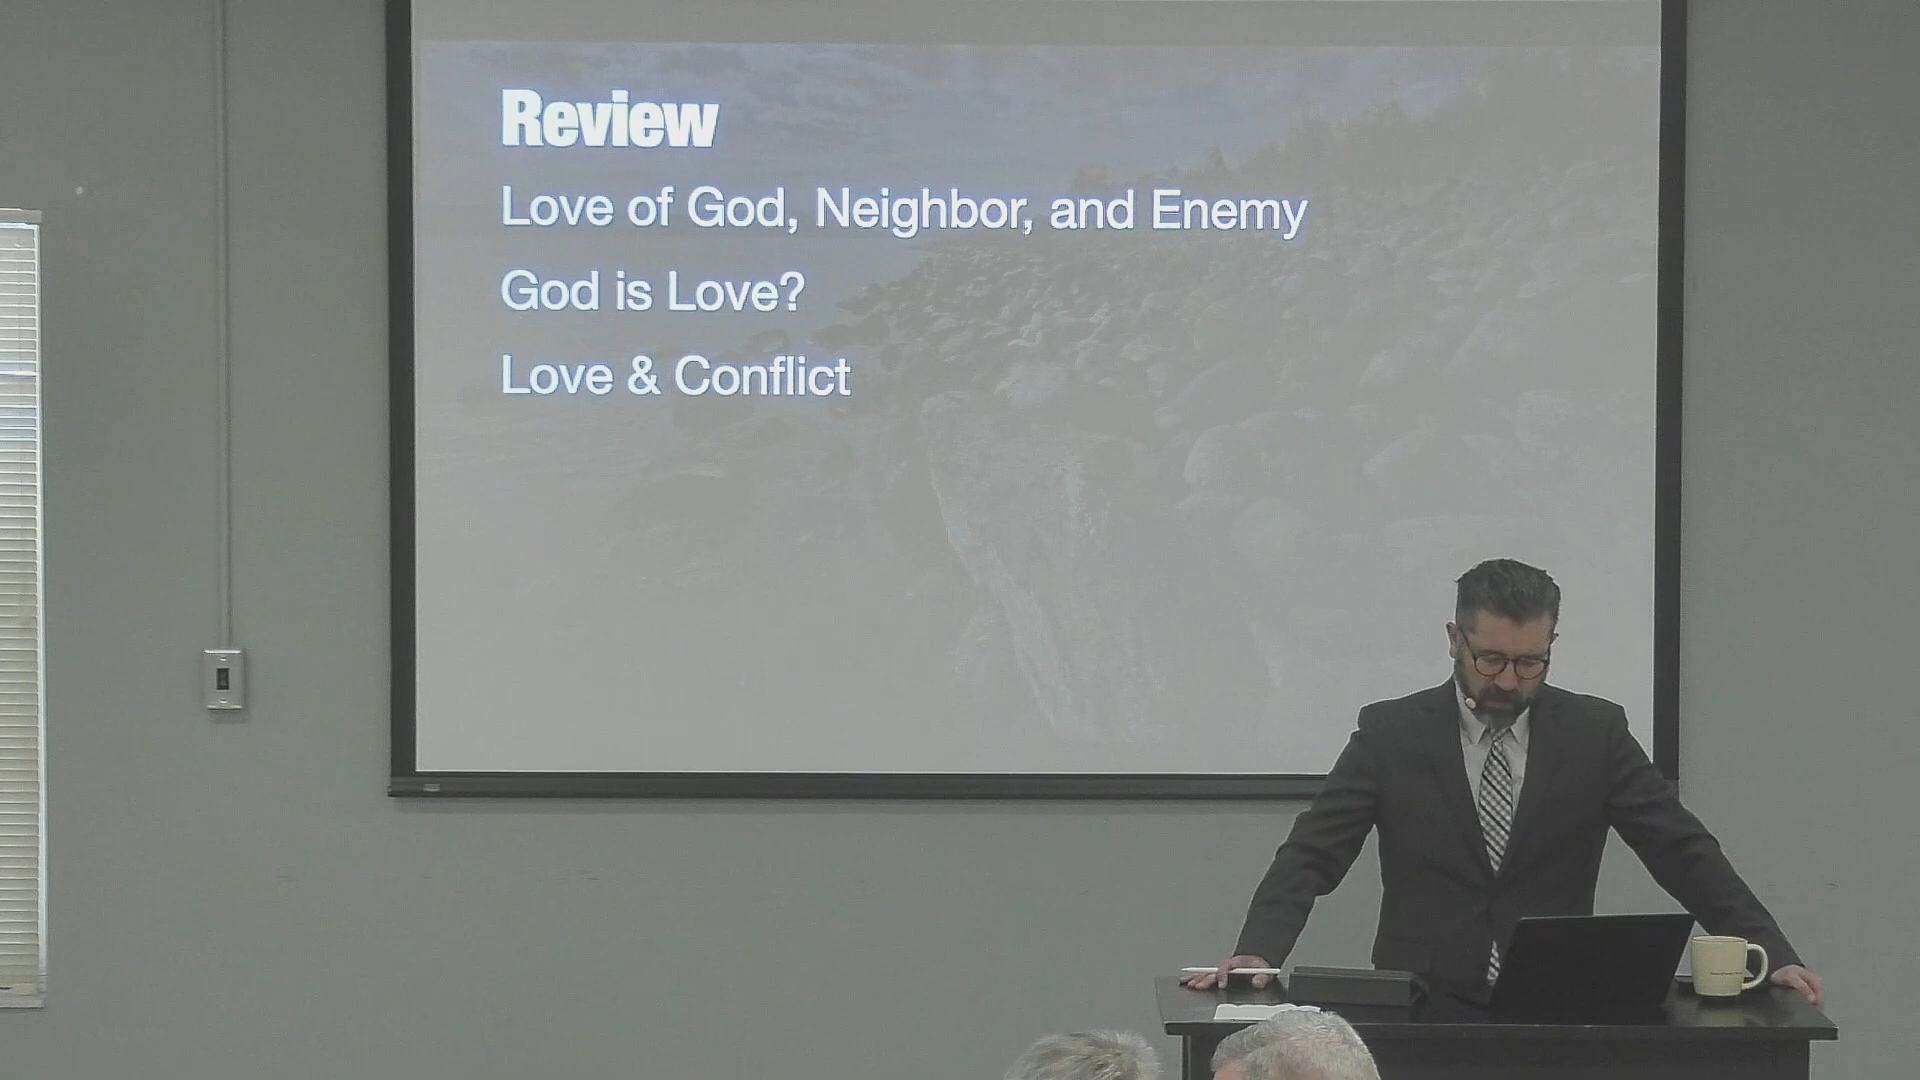 Review
Love of God, Neighbor, and Enemy
God is Love?
Love & Conflict